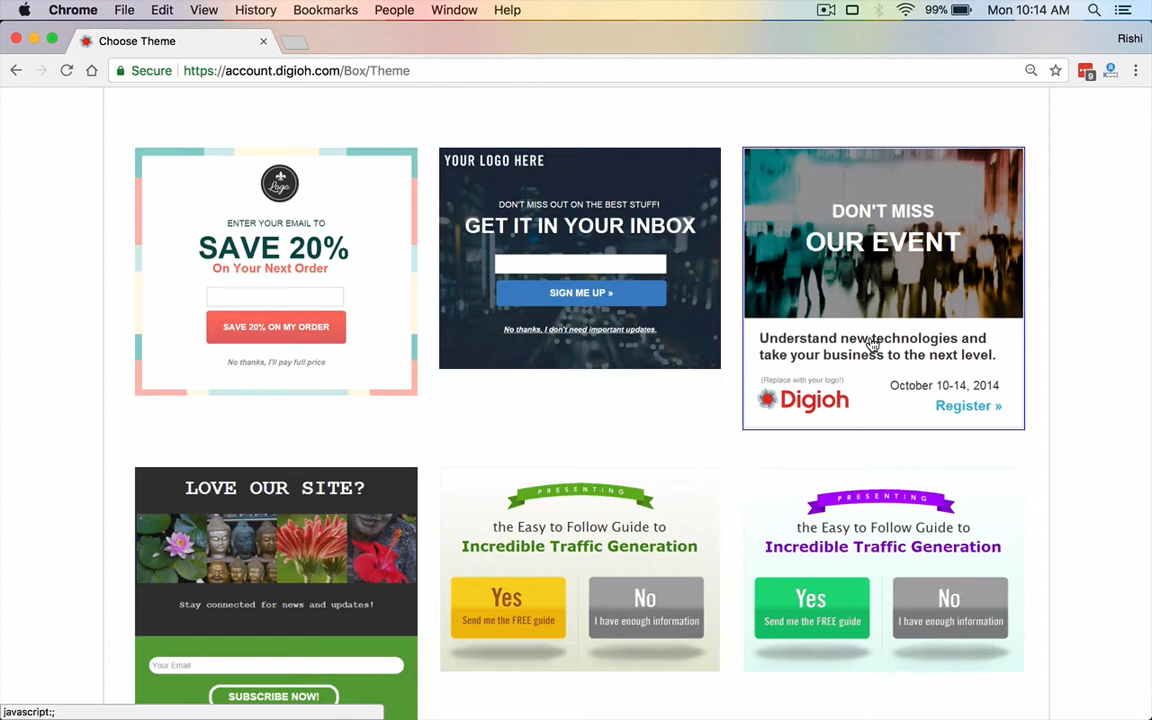 Chrome File Edit View History Bookmarks People Window Help 99% Mon 10:14 AM
Choose Theme
Rishi
Secure https://account.digioh.com/Box/Theme
9
Logo
ENTER YOUR EMAIL TO
SAVE 20%
On Your Next Order
SAVE 20% ON MY ORDER
No thanks, I'll pay full price
YOUR LOGO HERE
DON'T MISS OUT ON THE BEST STUFF!
GET IT IN YOUR INBOX
SIGN ME UP »
No thanks, I don't need important updates.
DON'T MISS
OUR EVENT
Understand new technologies and
take your business to the next level.
(Replace with your logo!)
Digioh
October 10-14, 2014
Register »
LOVE OUR SITE?
Stay connected for news and updates!
Your Email
SUBSCRIBE NOW!
PRESENTING
the Easy to Follow Guide to
Incredible Traffic Generation
Yes
Send me the FREE guide
No
I have enough information
PRESENTING
the Easy to Follow Guide to
Incredible Traffic Generation
Yes
Send me the FREE guide
No
I have enough information
javascript:;